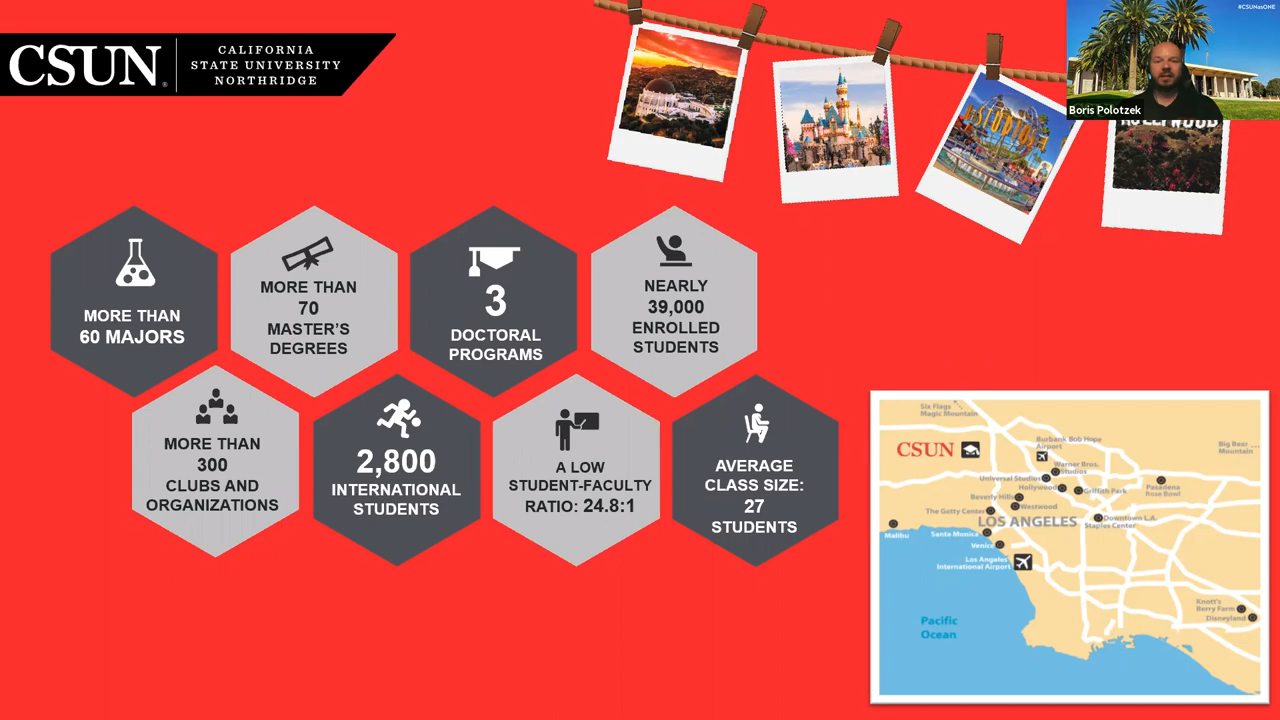 CSUN
CALIFORNIA
STATE UNIVERSITY
NORTHRIDGE
#CSUNasONE
Boris Polotzek
HOLLYWOOD
MORE THAN
60 MAJORS
MORE THAN
70
MASTER'S
DEGREES
3
DOCTORAL
PROGRAMS
NEARLY
39,000
ENROLLED
STUDENTS
MORE THAN
300
CLUBS AND
ORGANIZATIONS
2,800
INTERNATIONAL
STUDENTS
A LOW
STUDENT-FACULTY
RATIO: 24.8:1
AVERAGE
CLASS SIZE:
27
STUDENTS
Six Flags
Magic Mountain
CSUN
Burbank Bob Hope
Airport
Big Bear
Mountain
Warner Bros.
Studios
Universal Studios
Hollywood
Griffith Park
Pasadena
Rose Bowl
Beverly Hills
Westwood
The Getty Center
LOS ANGELES
Downtown L.A.
Staples Center
Malibu
Santa Monica
Venice
Los Angeles
International Airport
Knott's
Berry Farm
Disneyland
Pacific
Ocean